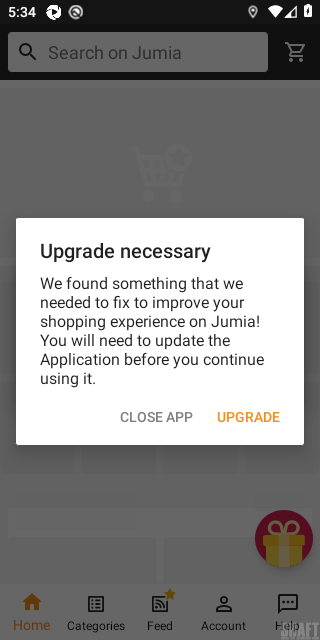 5:34
Search on Jumia
Upgrade necessary
We found something that we
needed to fix to improve your
shopping experience on Jumia!
You will need to update the
Application before you continue
using it.
CLOSE APP
UPGRADE
Home
Categories
Feed
Account
Help